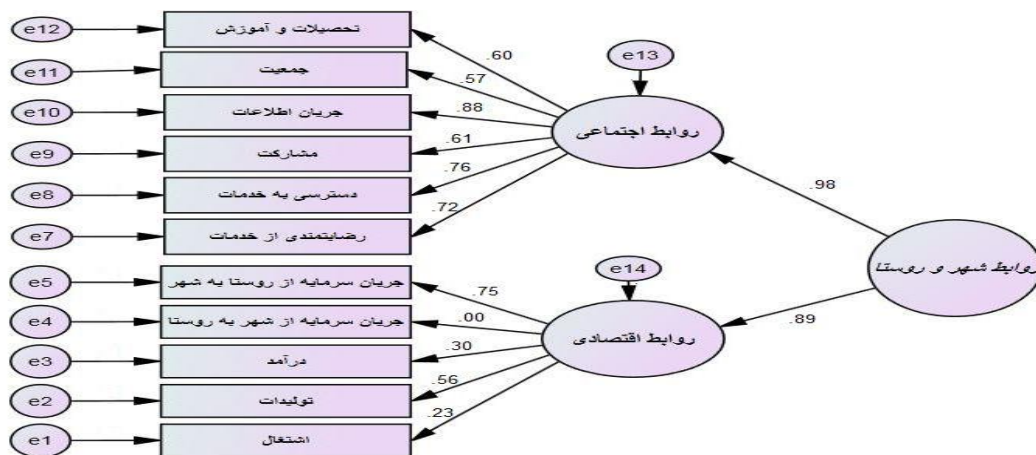 e12
تحصیلات و آموزش
.60
e13
e11
جمعیت
.57
e10
جریان اطلاعات
.88
روابط اجتماعی
e9
مشارکت
.61
e8
دسترسی به خدمات
.76
.98
e7
رضایتمندی از خدمات
.72
روابط شهر و روستا
e14
e5
جریان سرمایه از روستا به شهر
.75
e4
جریان سرمایه از شهر به روستا
.00
.89
روابط اقتصادی
e3
درآمد
.30
e2
تولیدات
.56
e1
اشتغال
.23